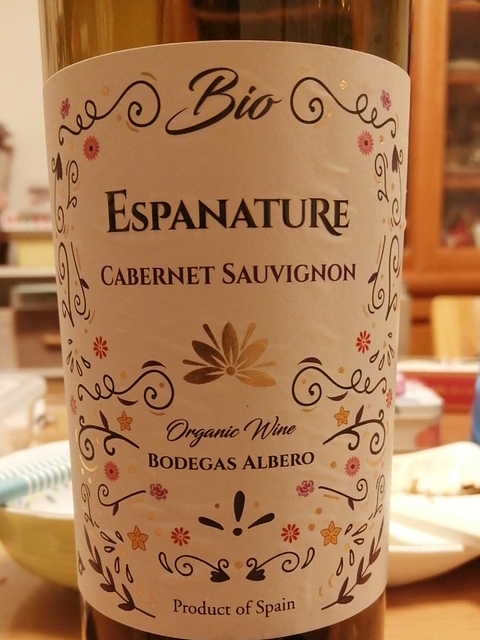 Bio
ESPANATURE
CABERNET SAUVIGNON
Organic Wine
BODEGAS ALBERO
Product of Spain